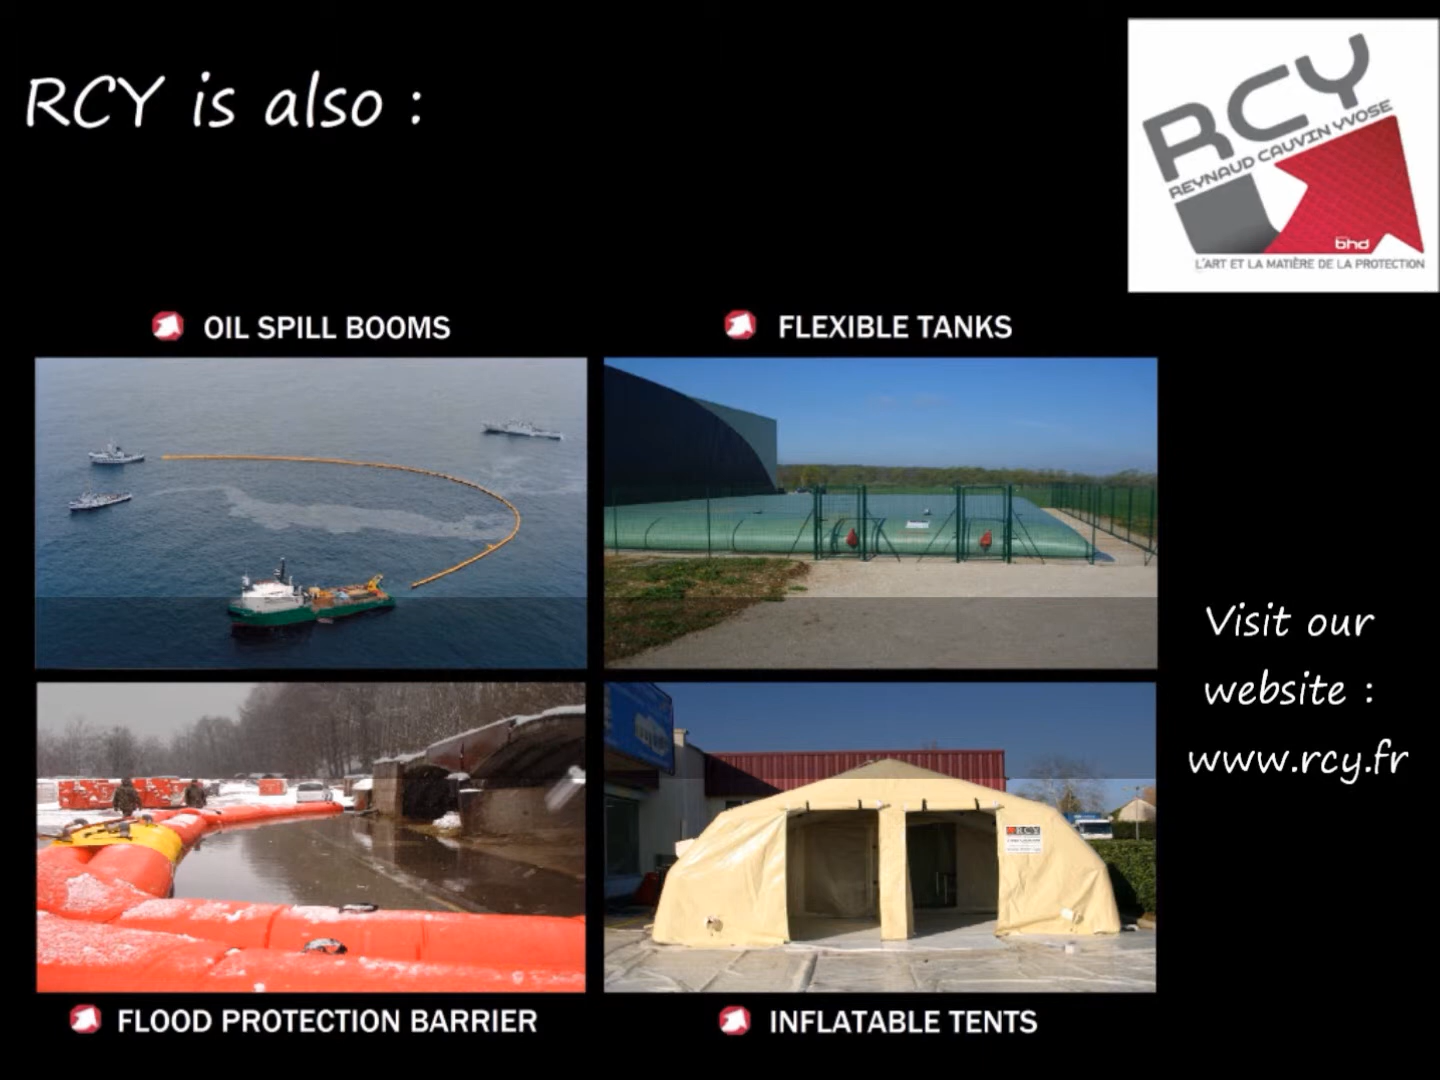 RCY is also :
RCY
REYNAUD CAUVIN YVOSE
bhd
L'ART ET LA MATIÈRE DE LA PROTECTION
OIL SPILL BOOMS
FLEXIBLE TANKS
Visit our
website :
www.rcy.fr
RCY
FLOOD PROTECTION BARRIER
INFLATABLE TENTS